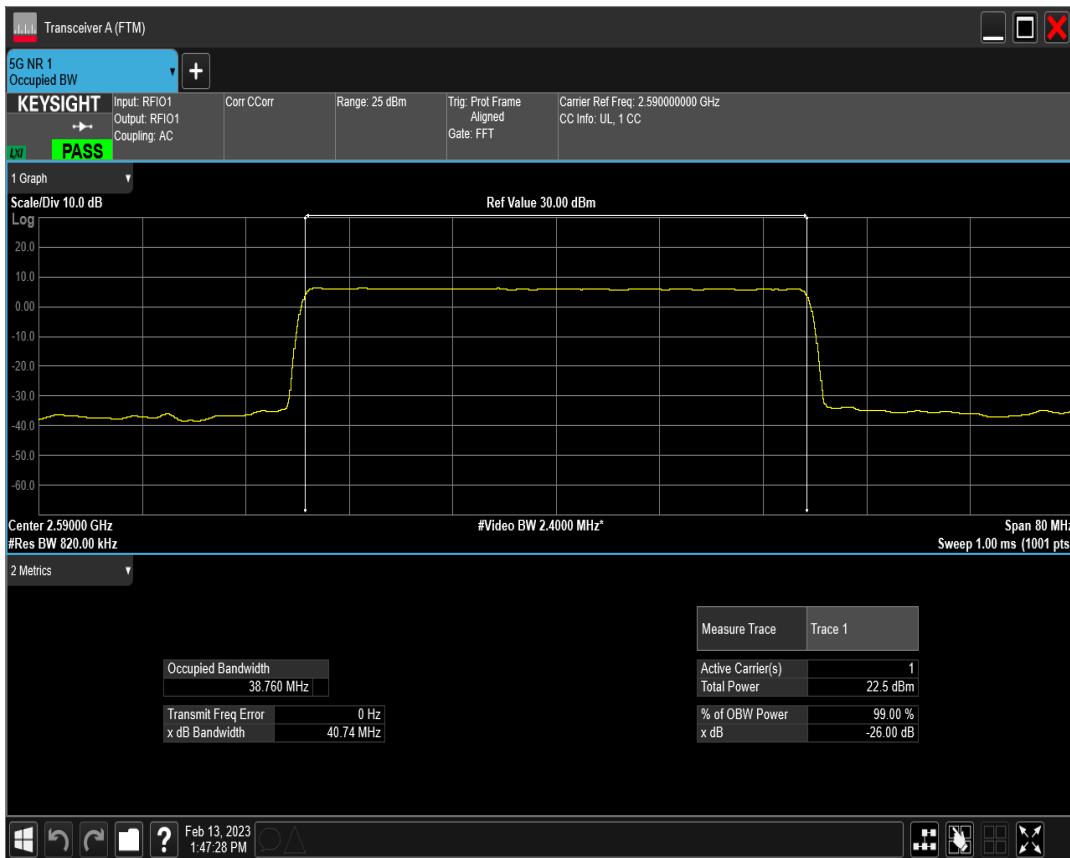 Transceiver A (FTM)
5G NR 1
Occupied BW
+
KEYSIGHT
LXI
PASS
Input: RFIO1
Output: RFIO1
Coupling: AC
Corr CCorr
Range: 25 dBm
Trig: Prot Frame
Aligned
Gate: FFT
Carrier Ref Freq: 2.590000000 GHz
CC Info: UL, 1 CC
1 Graph
Scale/Div 10.0 dB
Ref Value 30.00 dBm
Log
20.0
10.0
0.00
-10.0
-20.0
-30.0
-40.0
-50.0
-60.0
Center 2.59000 GHz
#Video BW 2.4000 MHz*
Span 80 MHz
#Res BW 820.00 kHz
Sweep 1.00 ms (1001 pts
2 Metrics
Measure Trace Trace 1
Occupied Bandwidth
38.760 MHz
Active Carrier(s) 1
Total Power 22.5 dBm
Transmit Freq Error 0 Hz
x dB Bandwidth 40.74 MHz
% of OBW Power 99.00 %
x dB -26.00 dB
?
Feb 13, 2023
1:47:28 PM